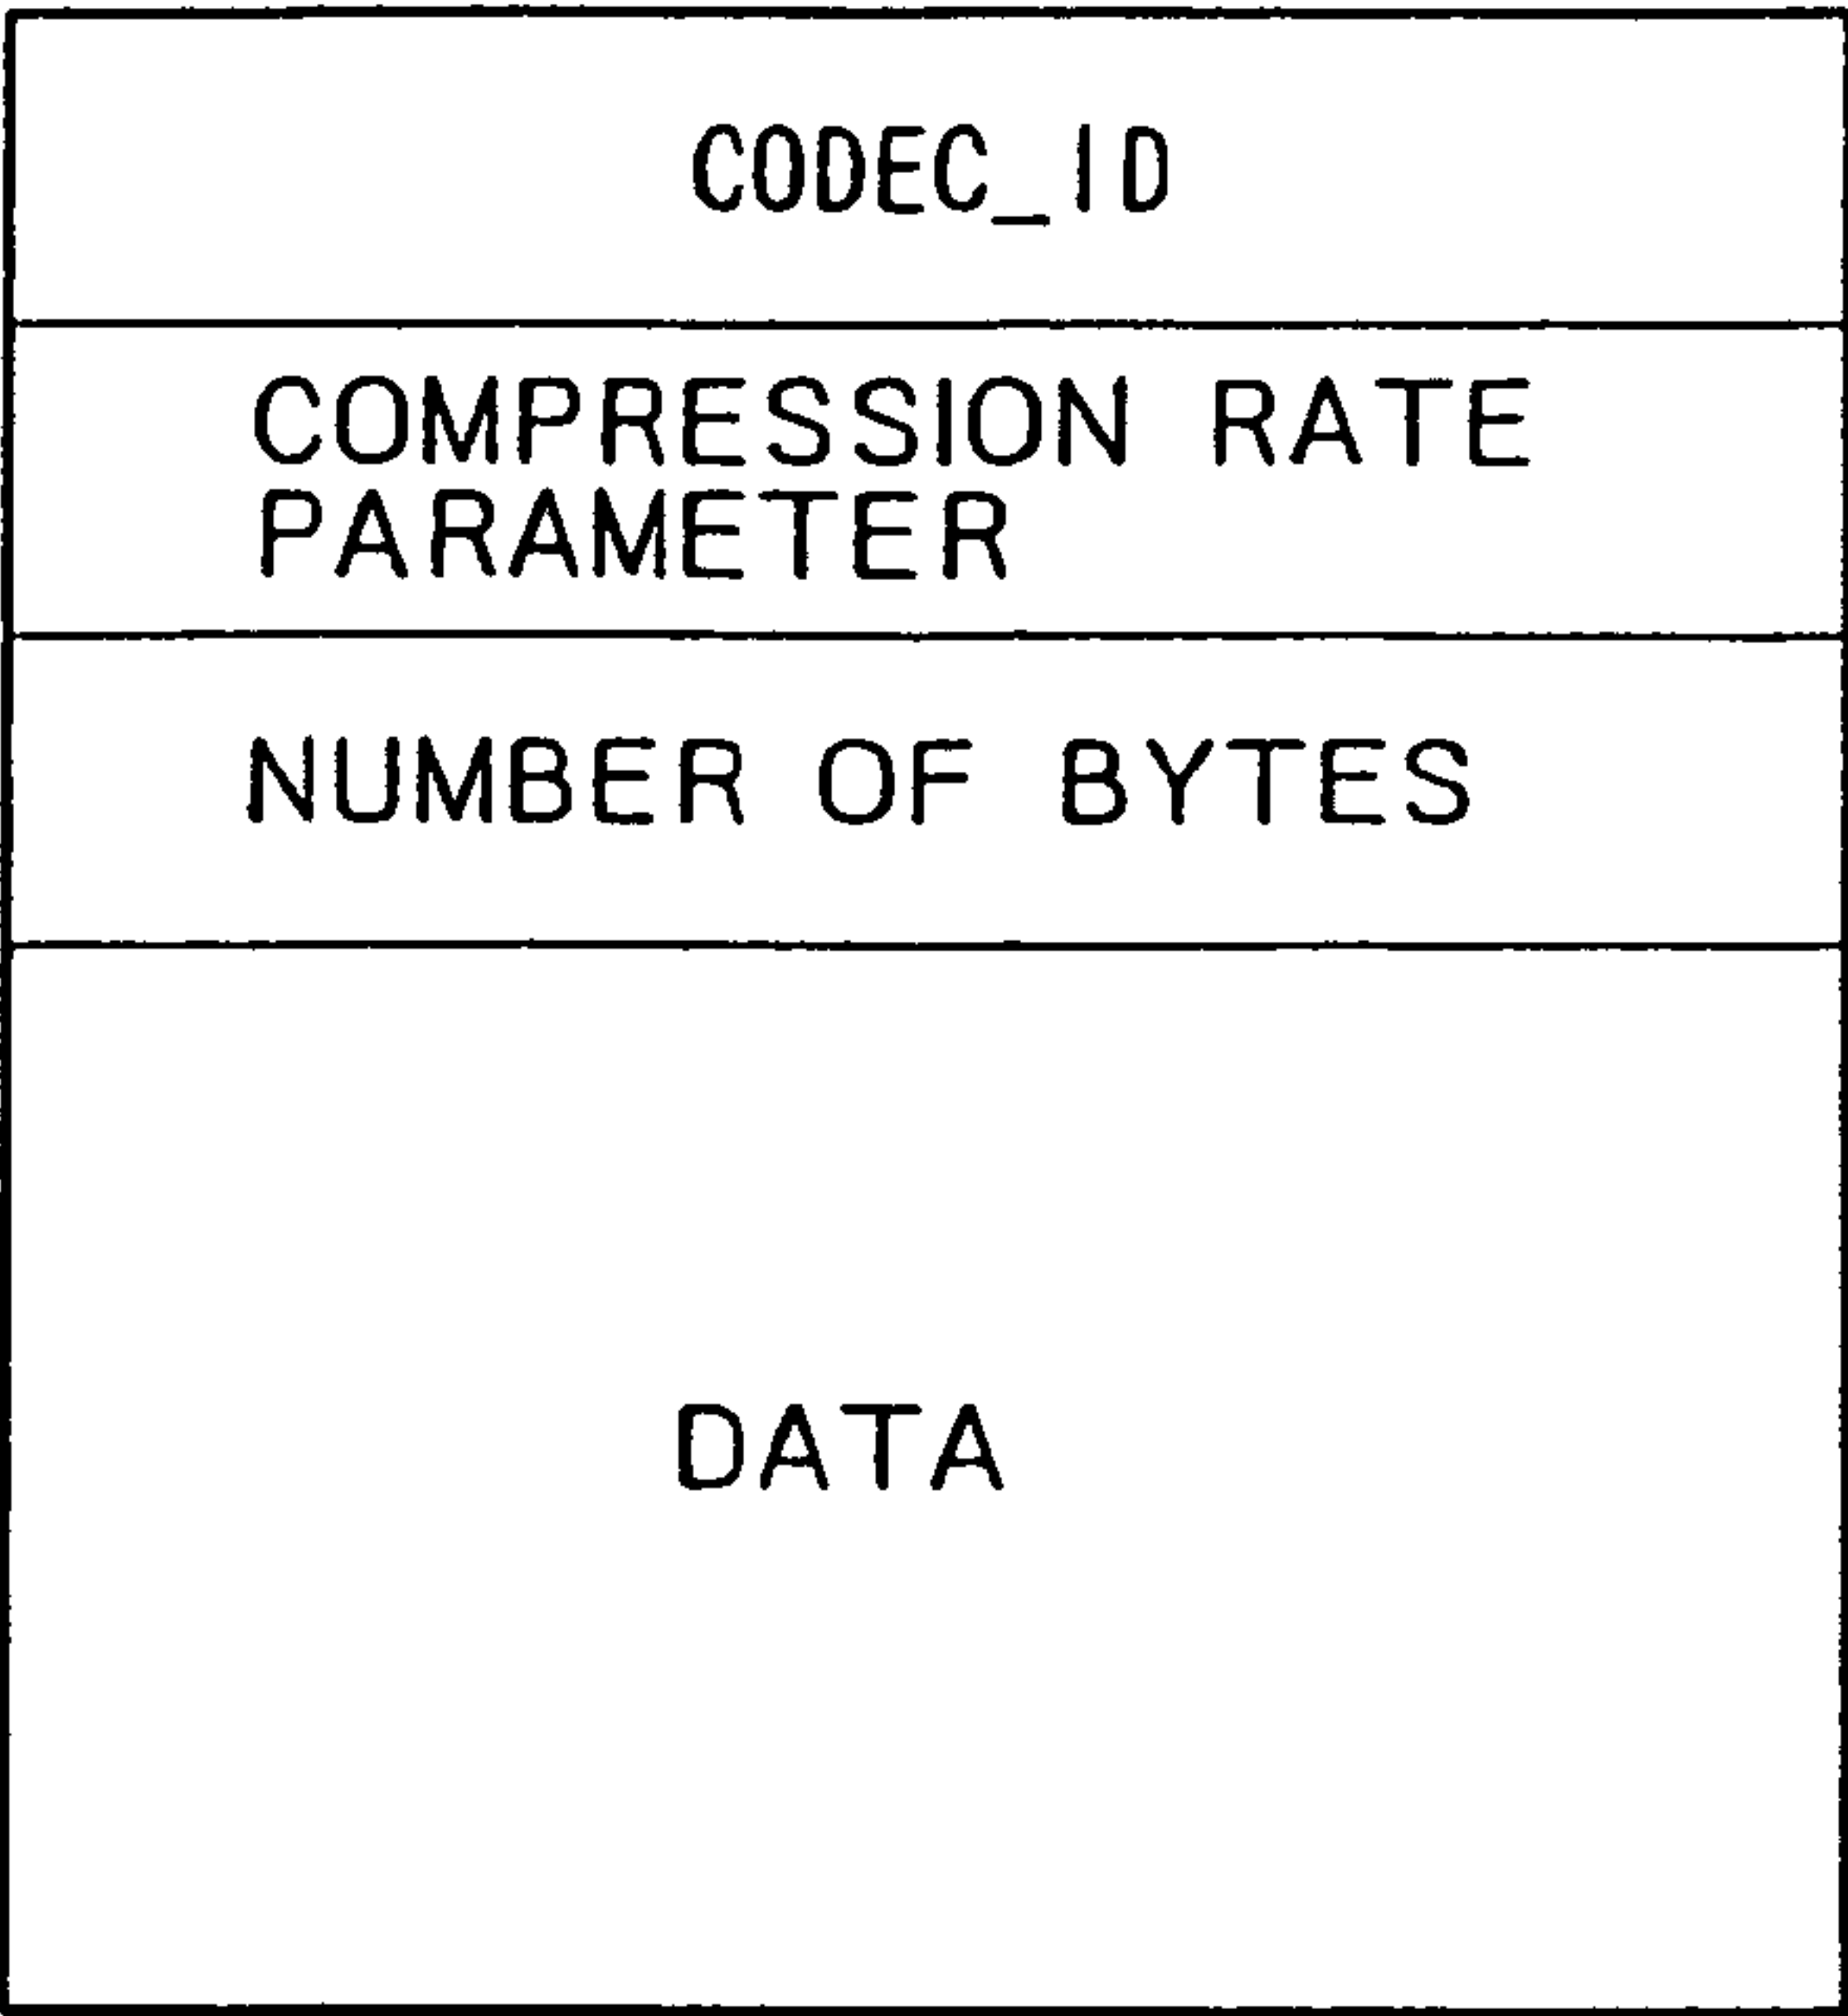 CODEC_ID
COMPRESSION RATE
PARAMETER
NUMBER OF BYTES
DATA